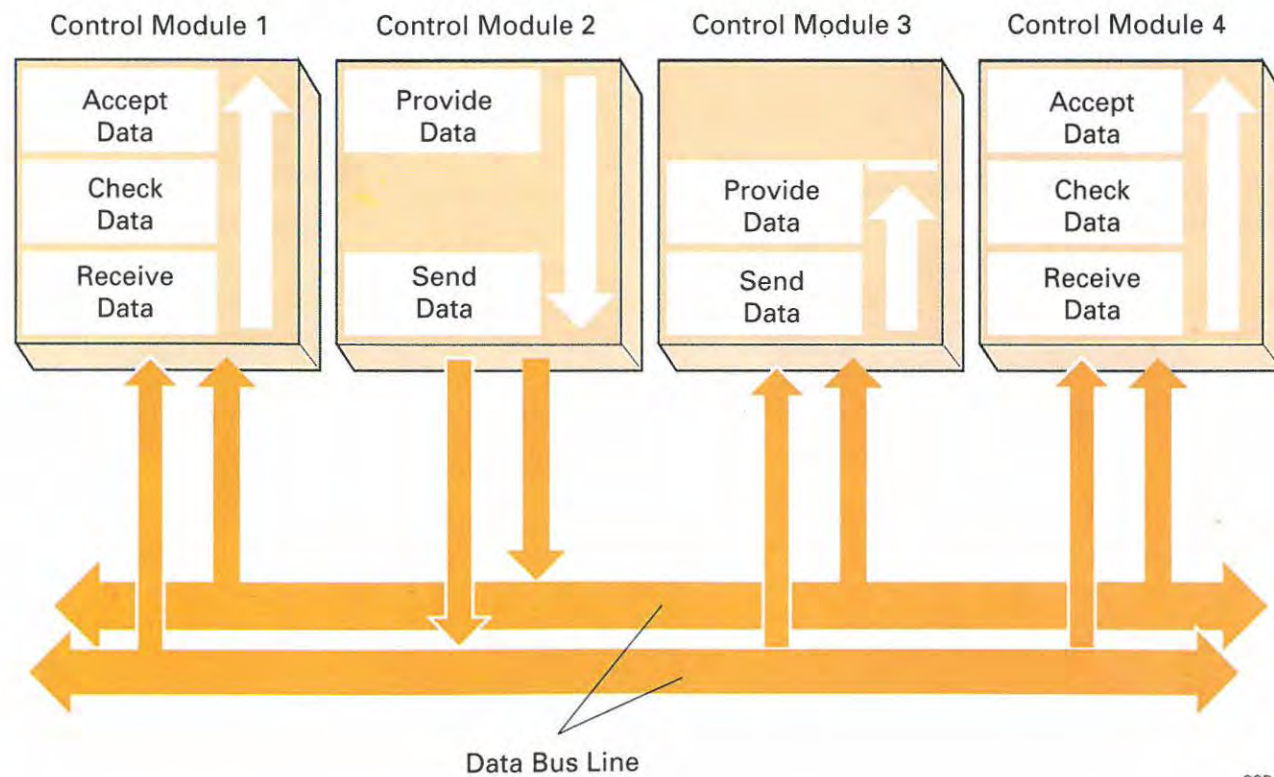 Control Module 1
Control Module 2
Control Module 3
Control Module 4
Accept
Data
Check
Data
Receive
Data
Provide
Data
Send
Data
Provide
Data
Send
Data
Accept
Data
Check
Data
Receive
Data
Data Bus Line